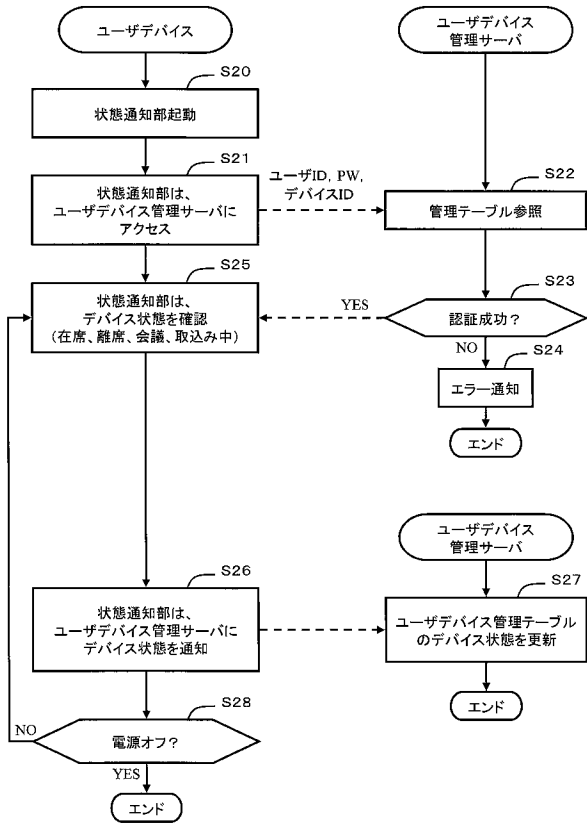 ユーザデバイス
S20
状態通知部起動
S21
状態通知部は、
ユーザデバイス管理サーバに
アクセス
ユーザID, PW,
デバイスID
S25
状態通知部は、
デバイス状態を確認
(在席、離席、会議、取込み中)
S26
状態通知部は、
ユーザデバイス管理サーバに
デバイス状態を通知
S28
電源オフ?
NO
YES
エンド
ユーザデバイス
管理サーバ
S22
管理テーブル参照
S23
認証成功?
YES
NO
S24
エラー通知
エンド
ユーザデバイス
管理サーバ
S27
ユーザデバイス管理テーブル
のデバイス状態を更新
エンド